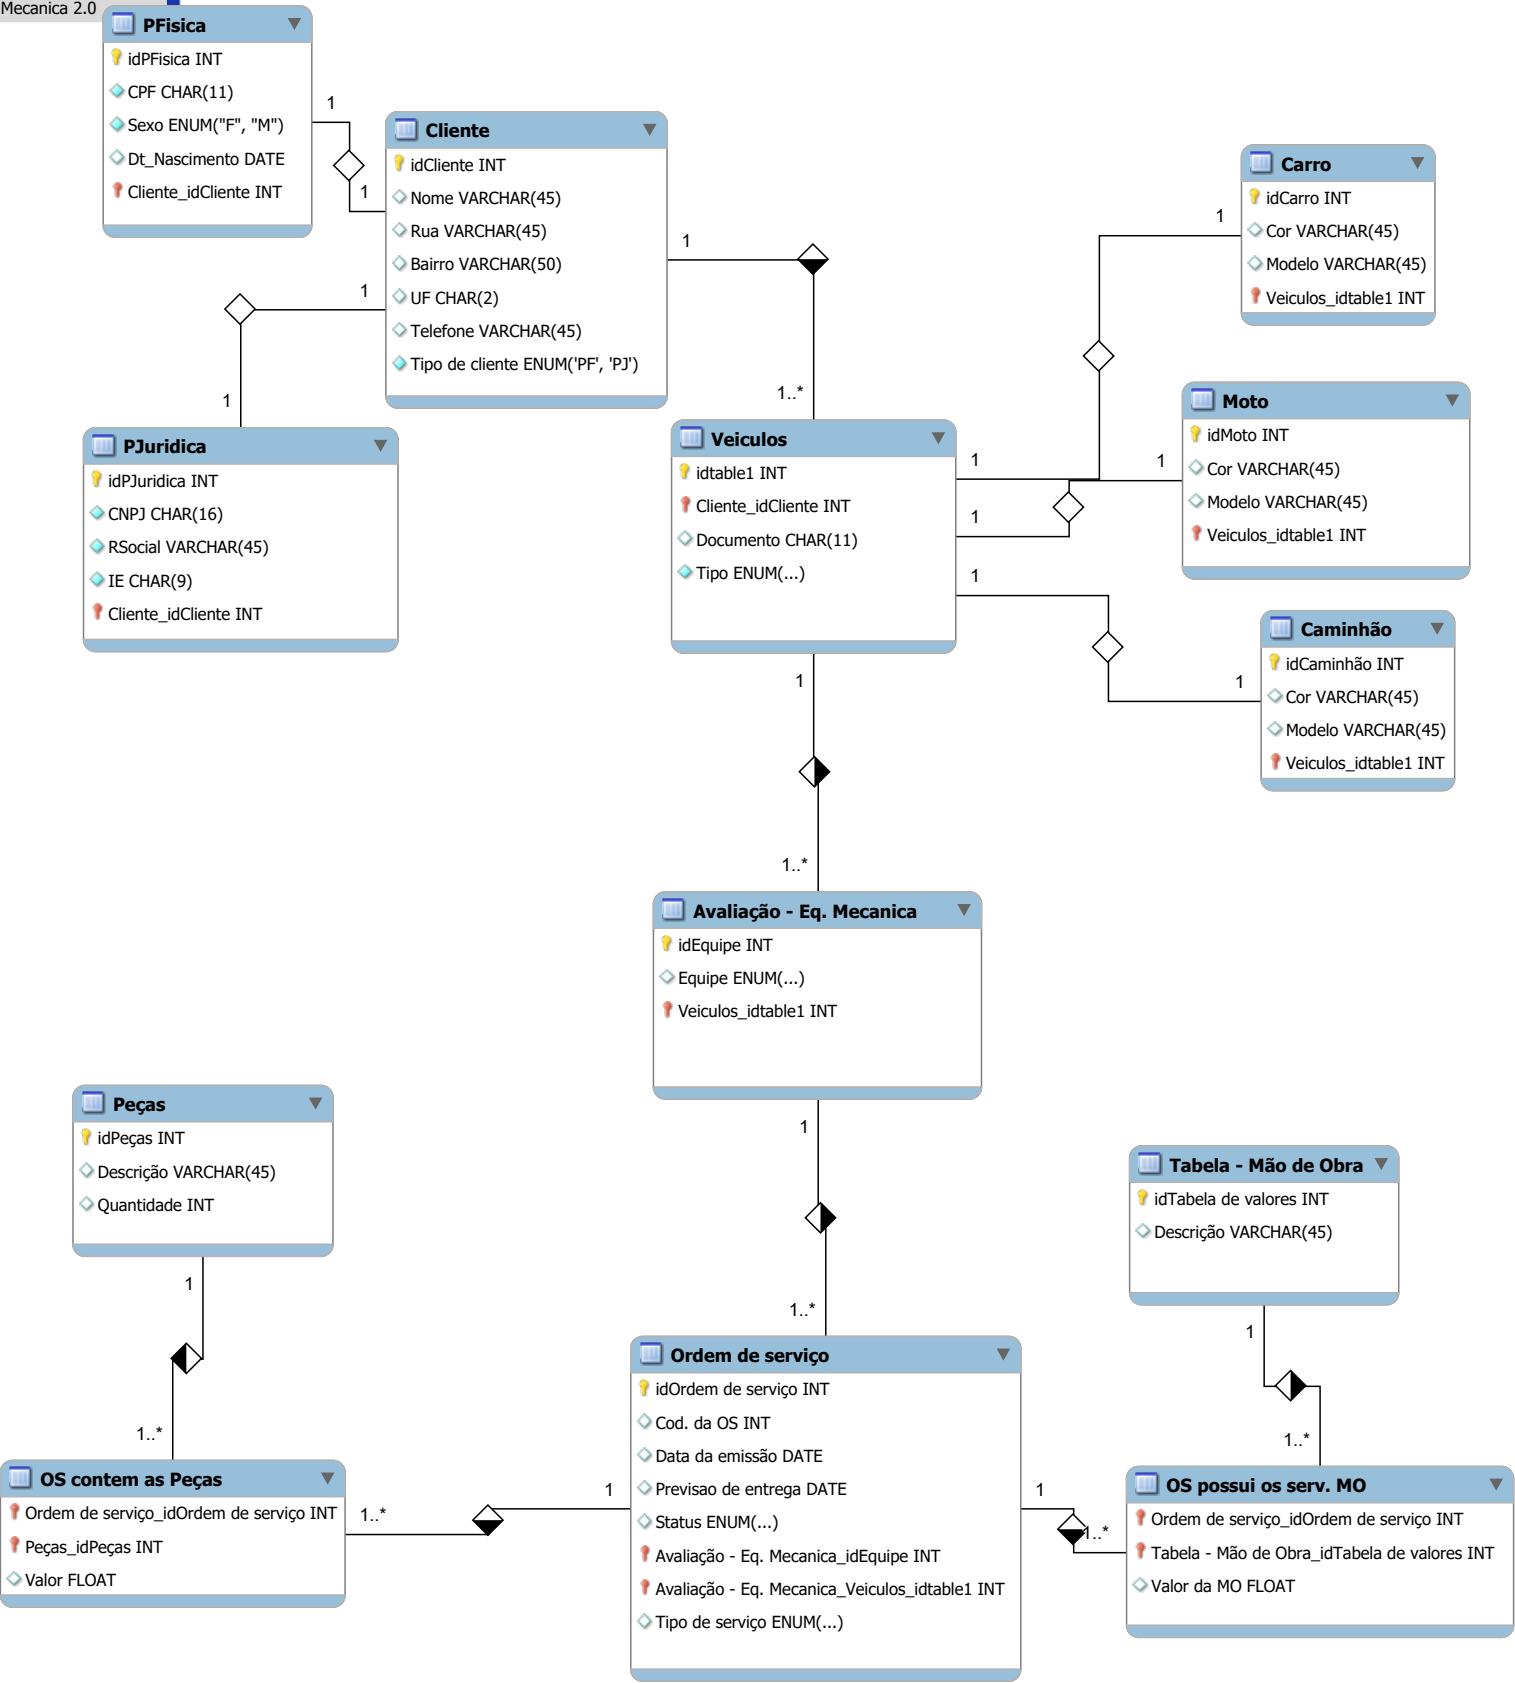 Mecanica 2.0
PFisica
idPFisica INT
CPF CHAR(11)
Sexo ENUM("F", "M")
Dt_Nascimento DATE
Cliente_idCliente INT
1
1
Cliente
idCliente INT
Nome VARCHAR(45)
Rua VARCHAR(45)
Bairro VARCHAR(50)
UF CHAR(2)
Telefone VARCHAR(45)
Tipo de cliente ENUM('PF', 'PJ')
1
1
1
1..*
PJuridica
idPJuridica INT
CNPJ CHAR(16)
RSocial VARCHAR(45)
IE CHAR(9)
Cliente_idCliente INT
Veiculos
idtable1 INT
Cliente_idCliente INT
Documento CHAR(11)
Tipo ENUM(...)
1
1
1
1
1
1
Carro
idCarro INT
Cor VARCHAR(45)
Modelo VARCHAR(45)
Veiculos_idtable1 INT
Moto
idMoto INT
Cor VARCHAR(45)
Modelo VARCHAR(45)
Veiculos_idtable1 INT
Caminhão
idCaminhão INT
Cor VARCHAR(45)
Modelo VARCHAR(45)
Veiculos_idtable1 INT
1
1..*
Avaliação - Eq. Mecanica
idEquipe INT
Equipe ENUM(...)
Veiculos_idtable1 INT
1
1..*
Peças
idPeças INT
Descrição VARCHAR(45)
Quantidade INT
1
1..*
Tabela - Mão de Obra
idTabela de valores INT
Descrição VARCHAR(45)
1
1..*
Ordem de serviço
idOrdem de serviço INT
Cod. da OS INT
Data da emissão DATE
Previsao de entrega DATE
Status ENUM(...)
Avaliação - Eq. Mecanica_idEquipe INT
Avaliação - Eq. Mecanica_Veiculos_idtable1 INT
Tipo de serviço ENUM(...)
OS contem as Peças
Ordem de serviço_idOrdem de serviço INT
Peças_idPeças INT
Valor FLOAT
1..*
1
1
1..*
OS possui os serv. MO
Ordem de serviço_idOrdem de serviço INT
Tabela - Mão de Obra_idTabela de valores INT
Valor da MO FLOAT